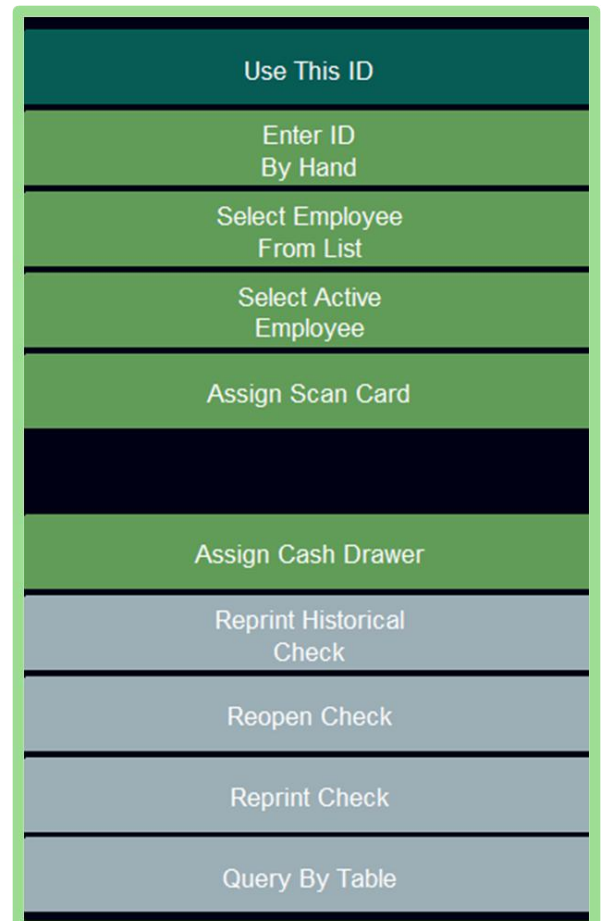 Use This ID
Enter ID
By Hand
Select Employee
From List
Select Active
Employee
Assign Scan Card
Assign Cash Drawer
Reprint Historical
Check
Reopen Check
Reprint Check
Query By Table